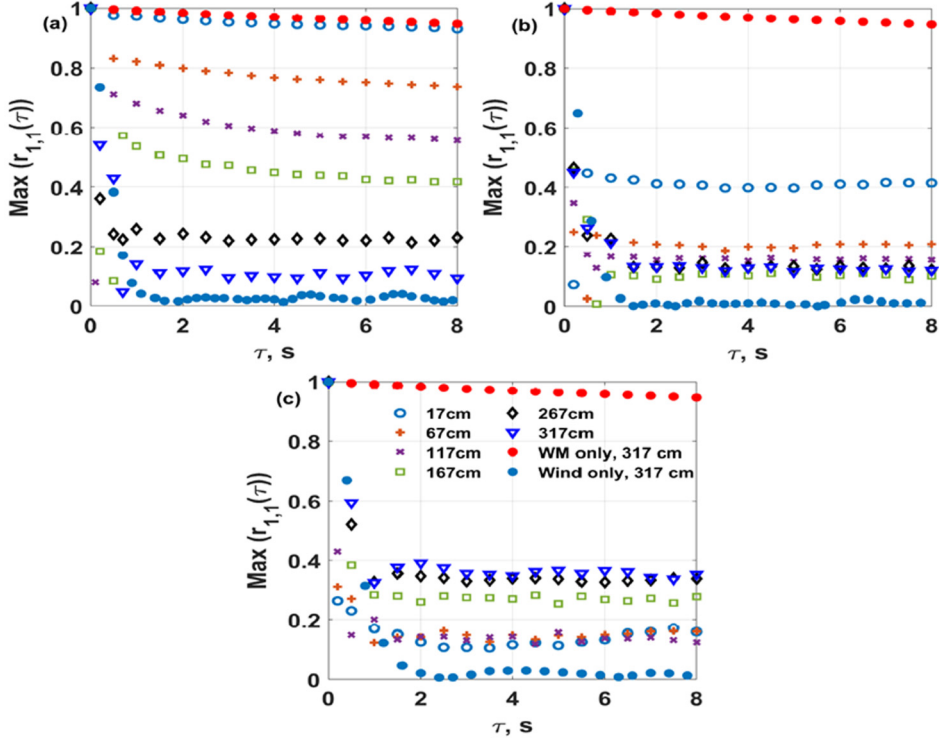 (a)
Max (r1,1(τ))
1
0.8
0.6
0.4
0.2
0
0 2 4 6 8
τ, s
(b)
Max (r1,1(τ))
1
0.8
0.6
0.4
0.2
0
0 2 4 6 8
τ, s
(c)
Max (r1,1(τ))
1
0.8
0.6
0.4
0.2
0
17cm
67cm
117cm
167cm
267cm
317cm
WM only, 317 cm
Wind only, 317 cm
0 2 4 6 8
τ, s